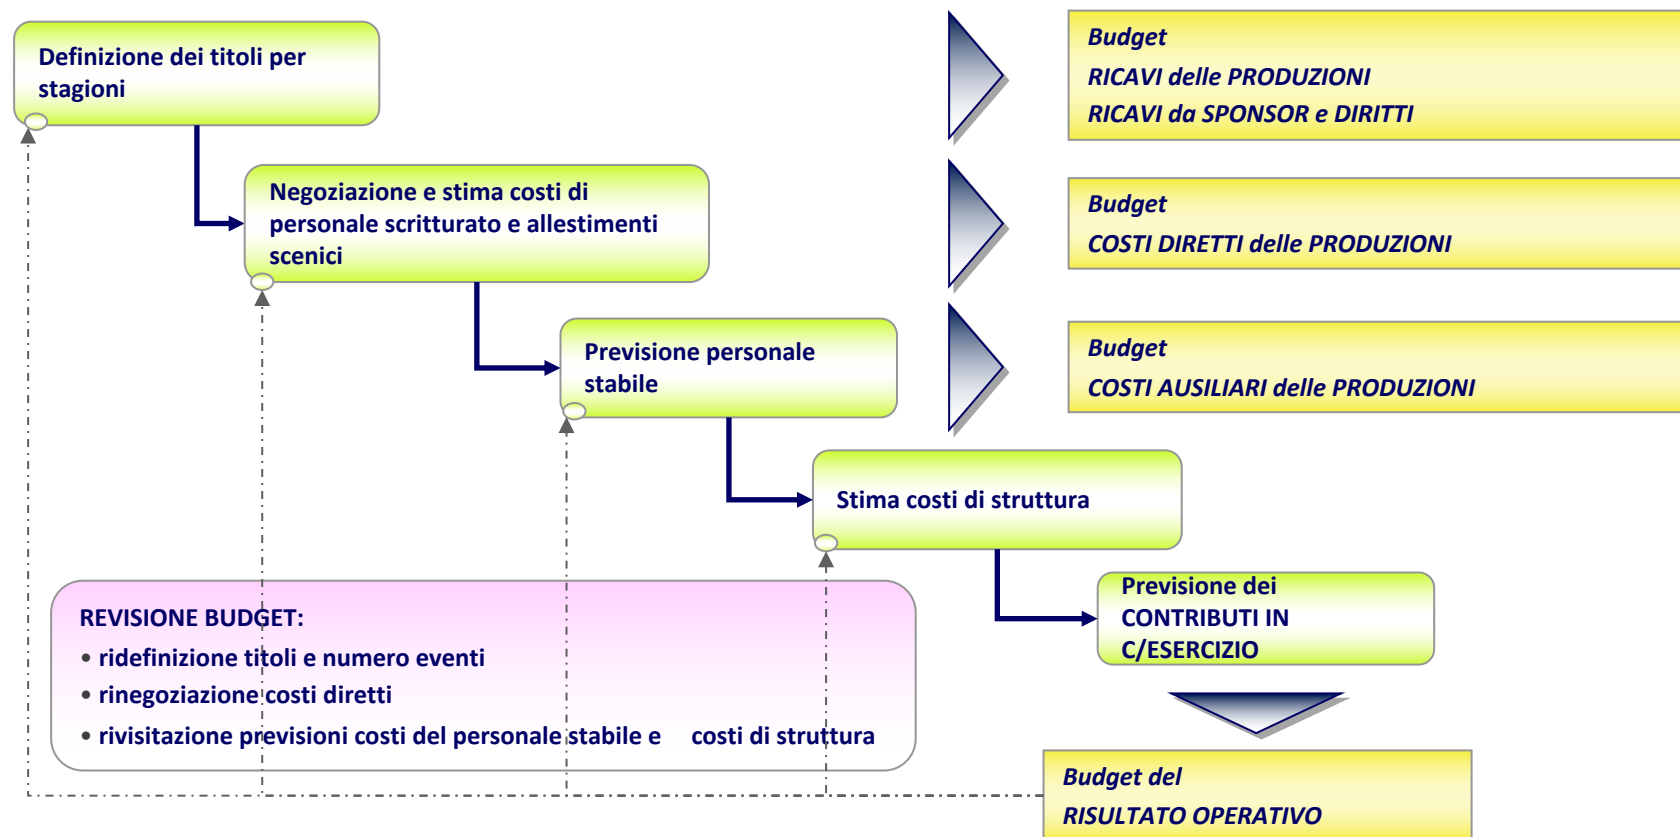 Definizione dei titoli per
stagioni
Budget
RICAVI delle PRODUZIONI
RICAVI da SPONSOR e DIRITTI
Negoziazione e stima costi di
personale scritturato e allestimenti
scenici
Budget
COSTI DIRETTI delle PRODUZIONI
Previsione personale
stabile
Budget
COSTI AUSILIARI delle PRODUZIONI
Stima costi di struttura
Previsione dei
CONTRIBUTI IN
C/ESERCIZIO
REVISIONE BUDGET:
• ridefinizione titoli e numero eventi
• rinegoziazione costi diretti
• rivisitazione previsioni costi del personale stabile e costi di struttura
Budget del
RISULTATO OPERATIVO